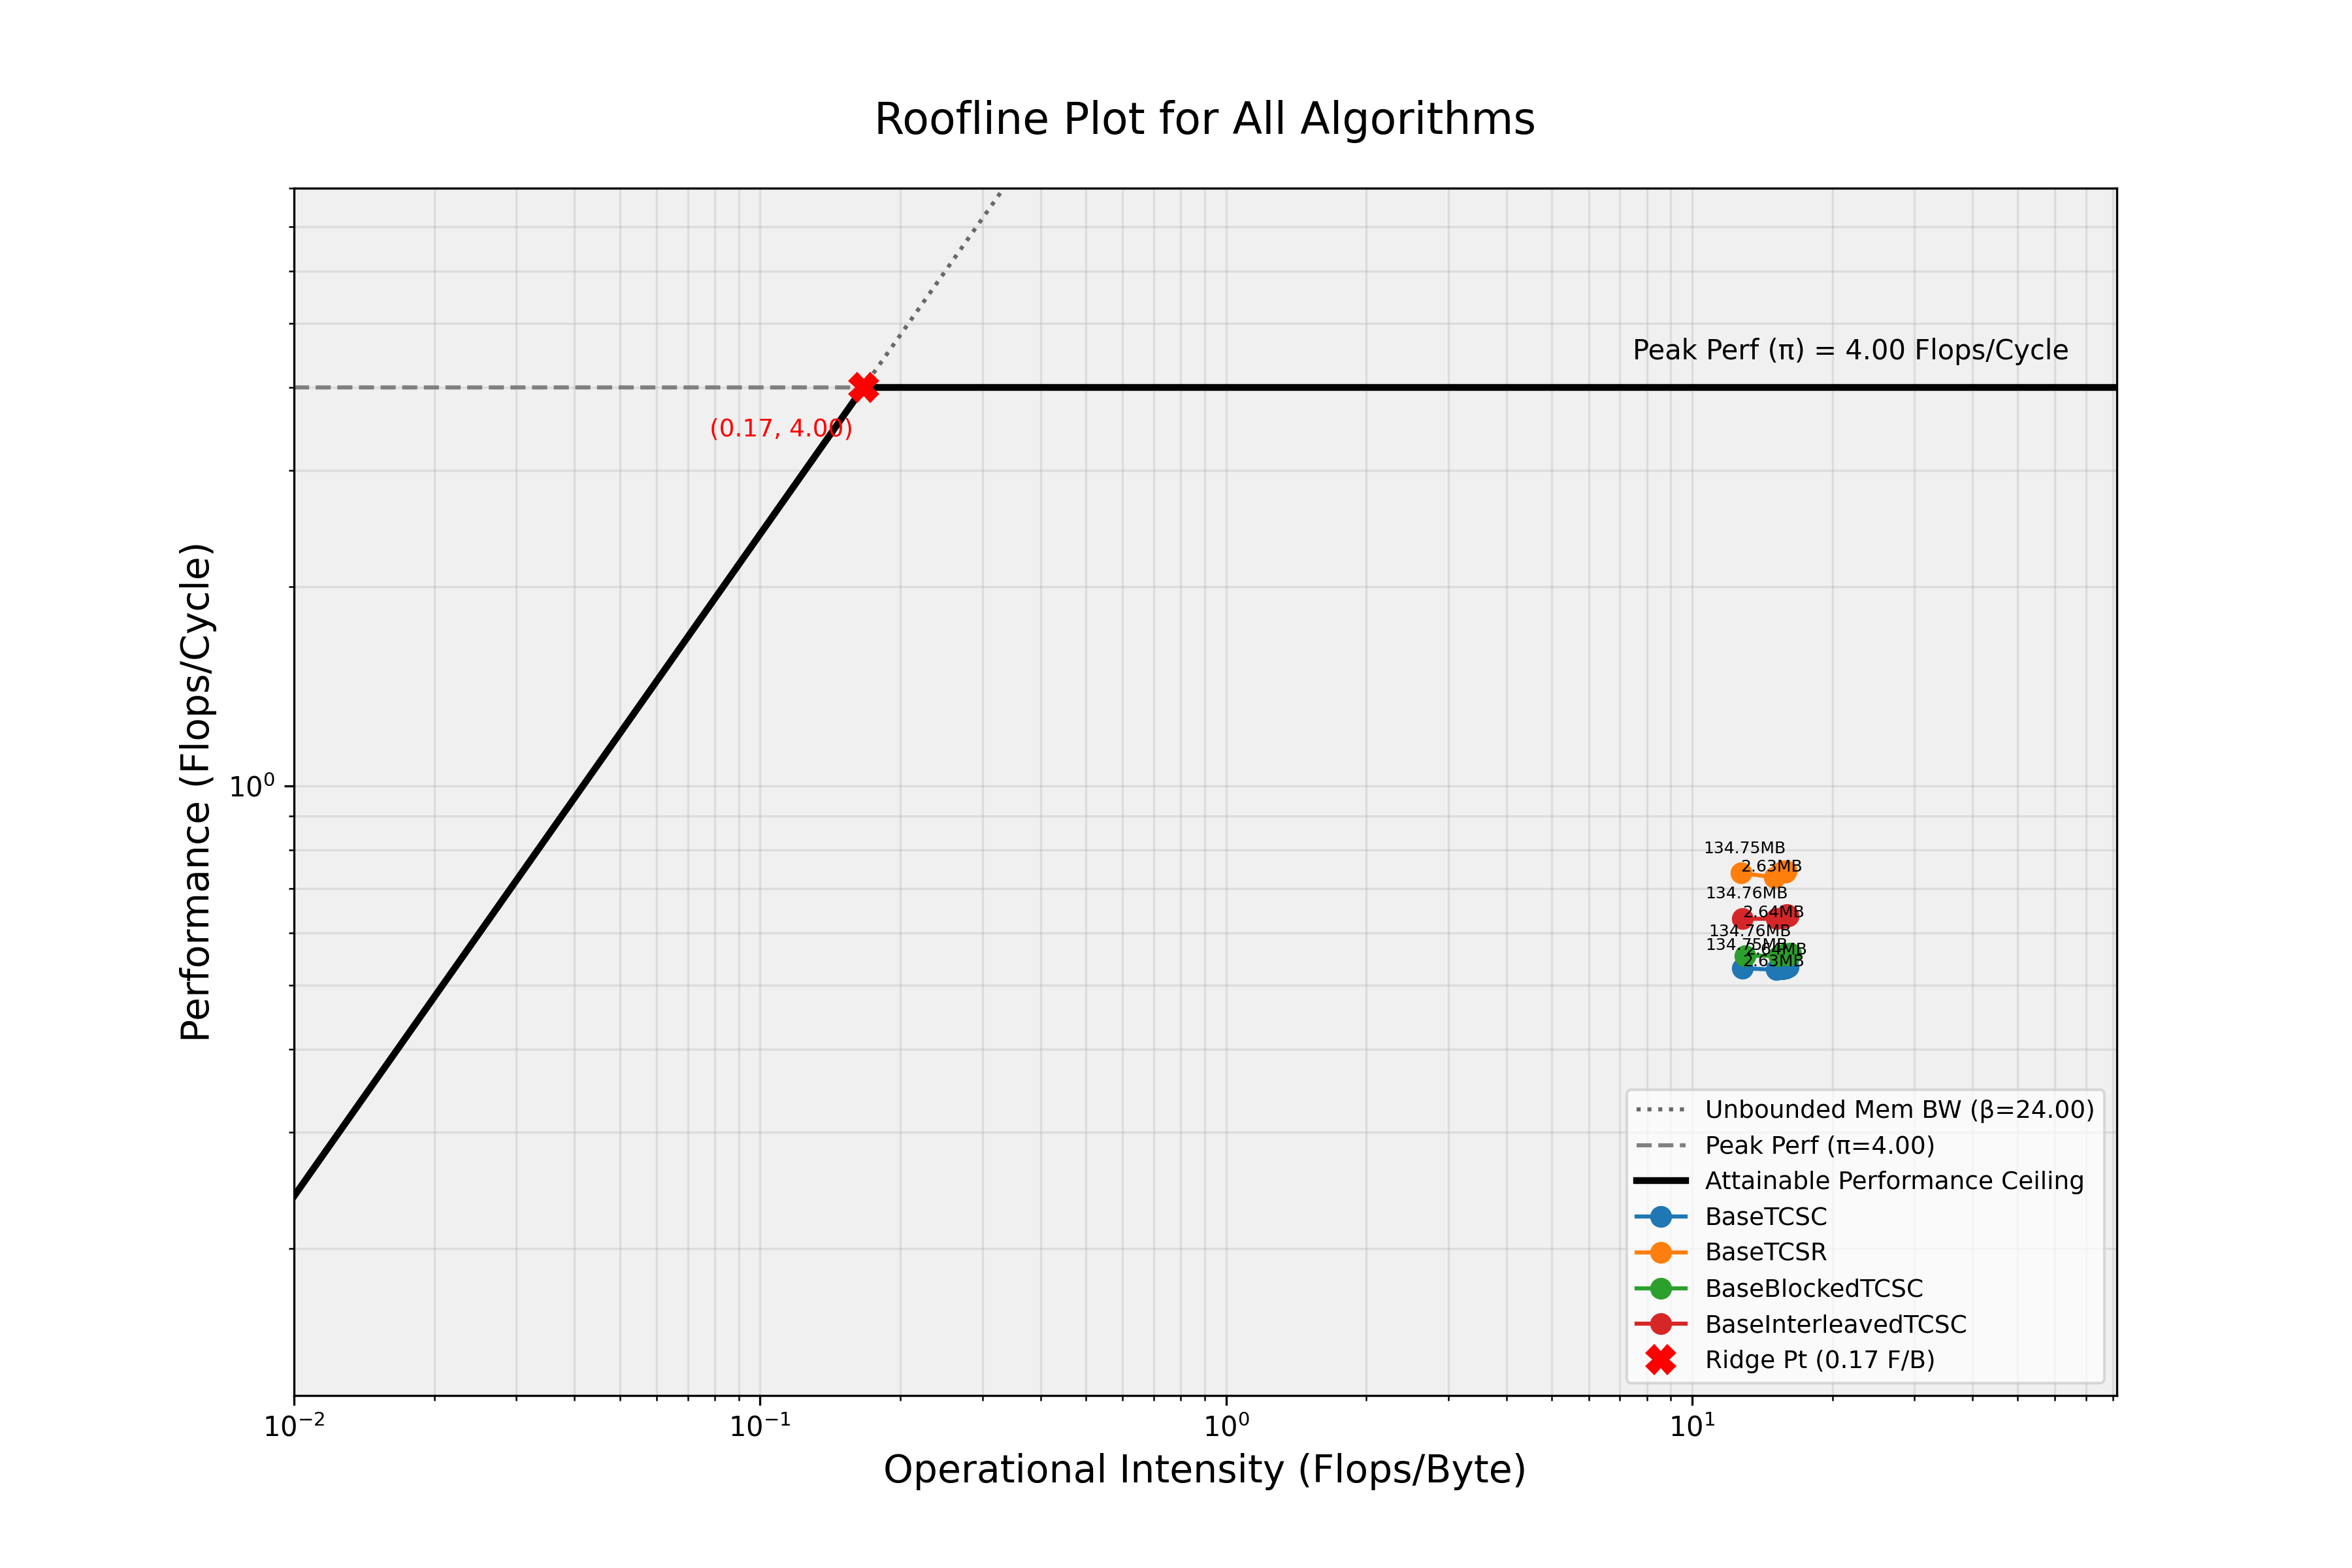 Roofline Plot for All Algorithms
Peak Perf (π) = 4.00 Flops/Cycle
(0.17, 4.00)
Performance (Flops/Cycle)
10⁰
134.75MB
2.63MB
134.76MB
2.64MB
134.76MB
134.75MB
2.64MB
2.63MB
Unbounded Mem BW (β=24.00)
Peak Perf (π=4.00)
Attainable Performance Ceiling
BaseTCSC
BaseTCSR
BaseBlockedTCSC
BaseInterleavedTCSC
Ridge Pt (0.17 F/B)
10⁻² 10⁻¹ 10⁰ 10¹
Operational Intensity (Flops/Byte)